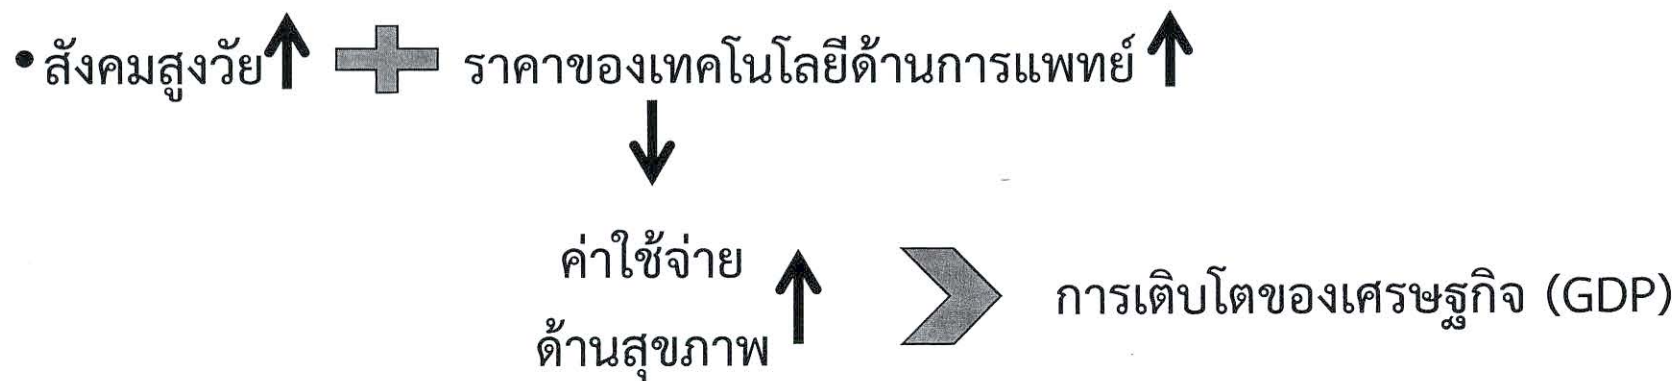 • สังคมสูงวัย ราคาของเทคโนโลยีด้านการแพทย์
ค่าใช้จ่าย
ด้านสุขภาพ
การเติบโตของเศรษฐกิจ (GDP)